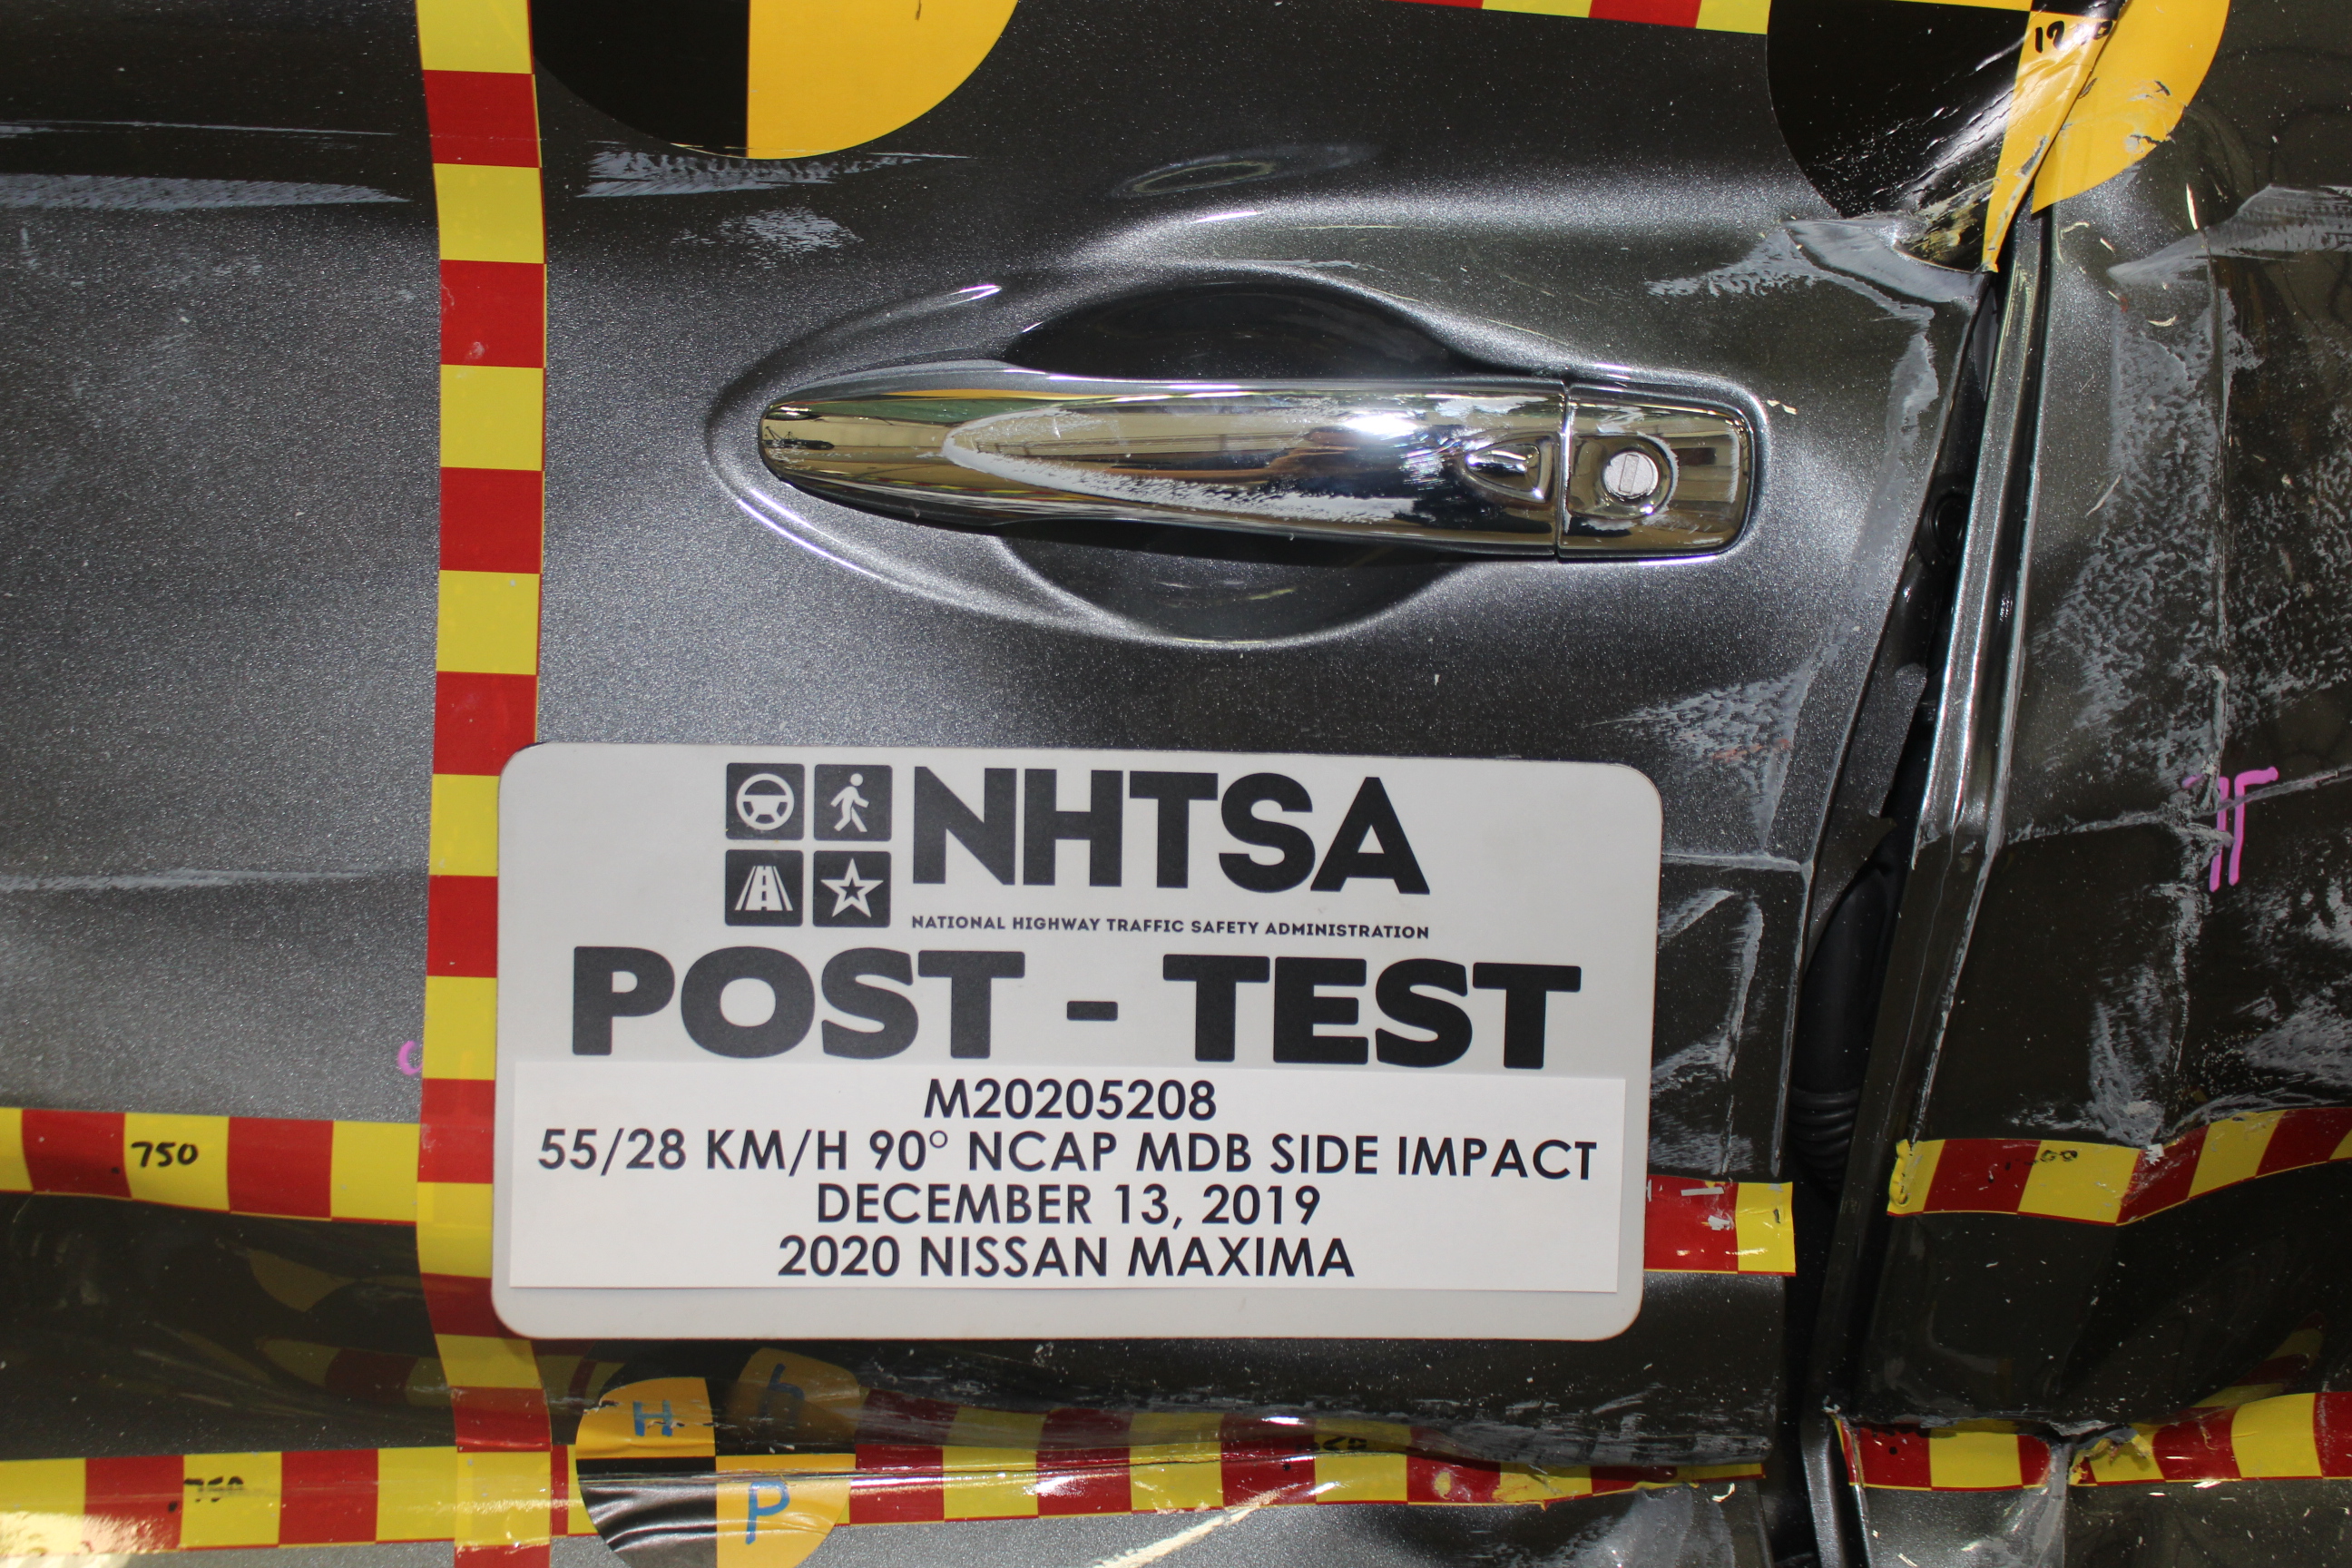 NHTSA
NATIONAL HIGHWAY TRAFFIC SAFETY ADMINISTRATION
POST - TEST
M20205208
55/28 KM/H 90° NCAP MDB SIDE IMPACT
DECEMBER 13, 2019
2020 NISSAN MAXIMA
750
750
H
P